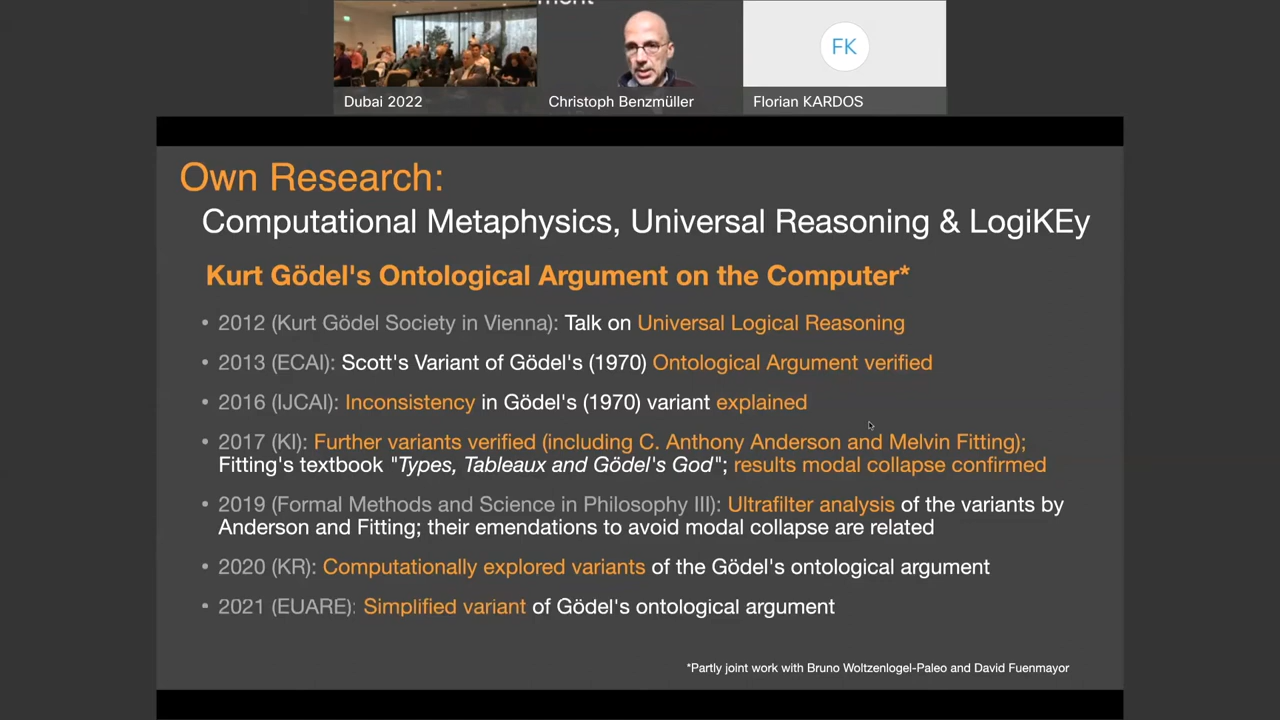 ment
FK
Dubai 2022
Christoph Benzmüller
Florian KARDOS
Own Research:
Computational Metaphysics, Universal Reasoning & LogiKEy
Kurt Gödel's Ontological Argument on the Computer*
• 2012 (Kurt Gödel Society in Vienna): Talk on Universal Logical Reasoning
• 2013 (ECAI): Scott's Variant of Gödel's (1970) Ontological Argument verified
• 2016 (IJCAI): Inconsistency in Gödel's (1970) variant explained
• 2017 (KI): Further variants verified (including C. Anthony Anderson and Melvin Fitting);
Fitting's textbook "Types, Tableaux and Gödel's God"; results modal collapse confirmed
• 2019 (Formal Methods and Science in Philosophy III): Ultrafilter analysis of the variants by
Anderson and Fitting; their emendations to avoid modal collapse are related
• 2020 (KR): Computationally explored variants of the Gödel's ontological argument
• 2021 (EUARE): Simplified variant of Gödel's ontological argument
*Partly joint work with Bruno Woltzenlogel-Paleo and David Fuenmayor